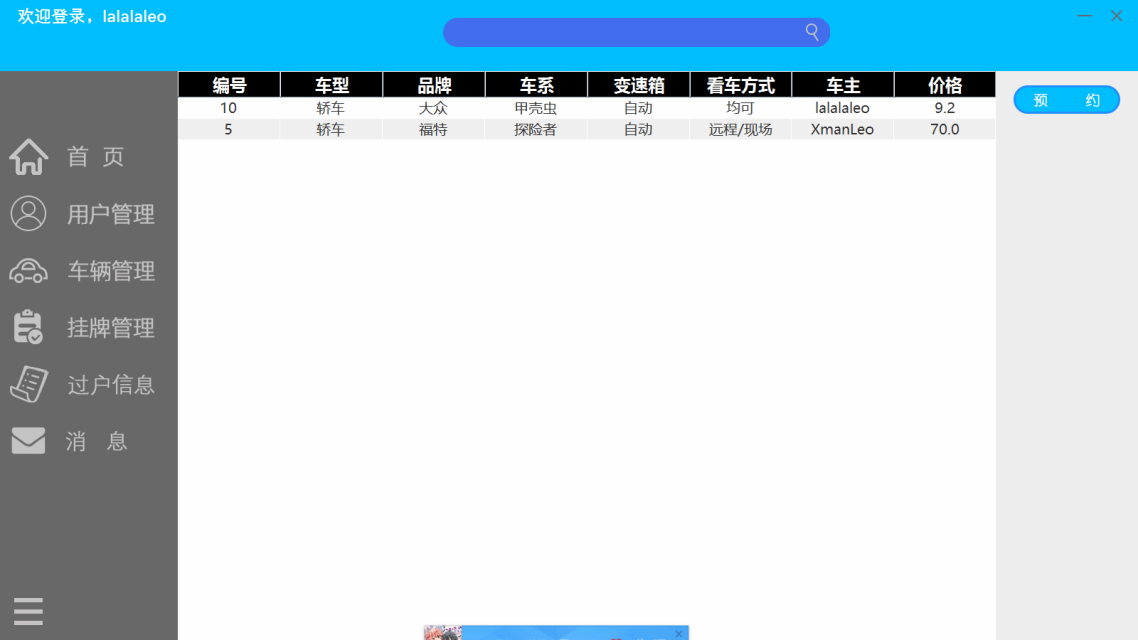 欢迎登录，lalalaleo
编号 车型 品牌 车系 变速箱 看车方式 车主 价格
10 轿车 大众 甲壳虫 自动 均可 lalalaleo 9.2
5 轿车 福特 探险者 自动 远程/现场 XmanLeo 70.0
预 约
首 页
用户管理
车辆管理
挂牌管理
过户信息
消 息